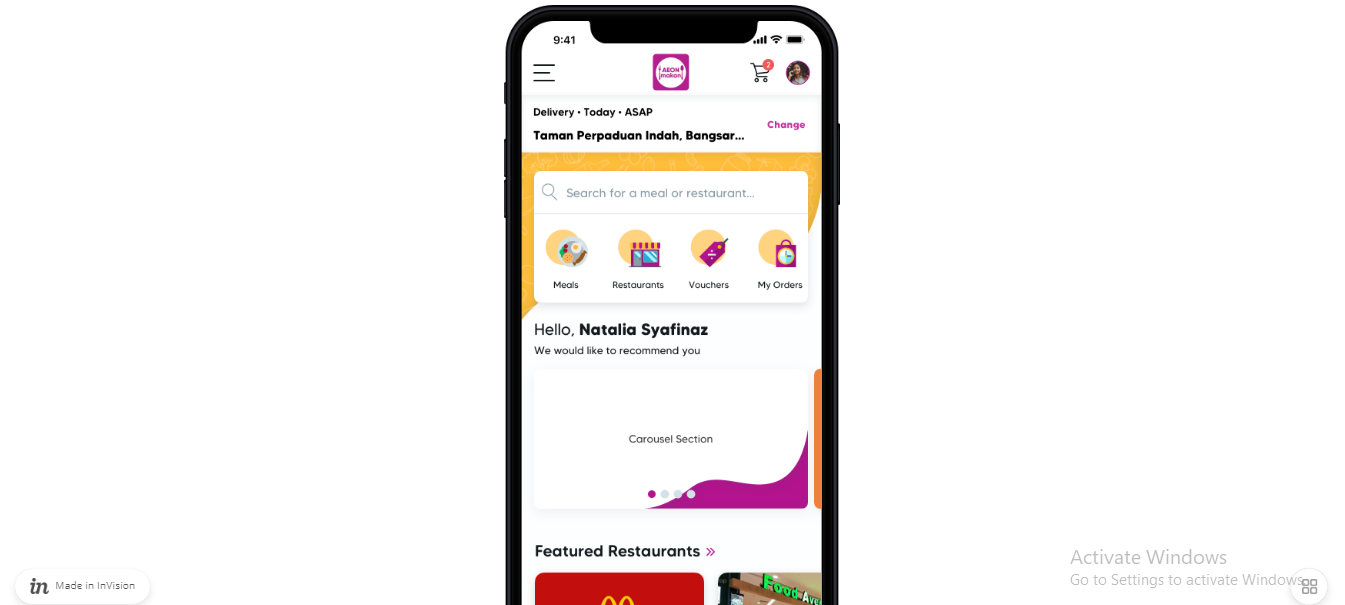 9:41
AEON
makan
2
Delivery • Today • ASAP
Change
Taman Perpaduan Indah, Bangsar...
Search for a meal or restaurant...
Meals
Restaurants
Vouchers
My Orders
Hello, Natalia Syafinaz
We would like to recommend you
Carousel Section
Featured Restaurants »
Food Ave
in Made in InVision
Activate Windows
Go to Settings to activate Windows.